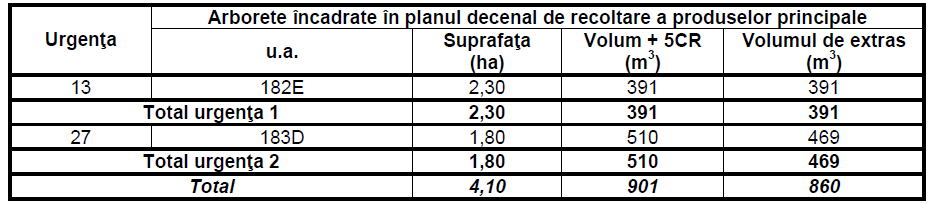 Urgenţa Arborete încadrate în planul decenal de recoltare a produselor principale
u.a. Suprafaţa (ha) Volum + 5CR (m³) Volumul de extras (m³)
13 182E 2,30 391 391
Total urgenţa 1 2,30 391 391
27 183D 1,80 510 469
Total urgenţa 2 1,80 510 469
Total 4,10 901 860